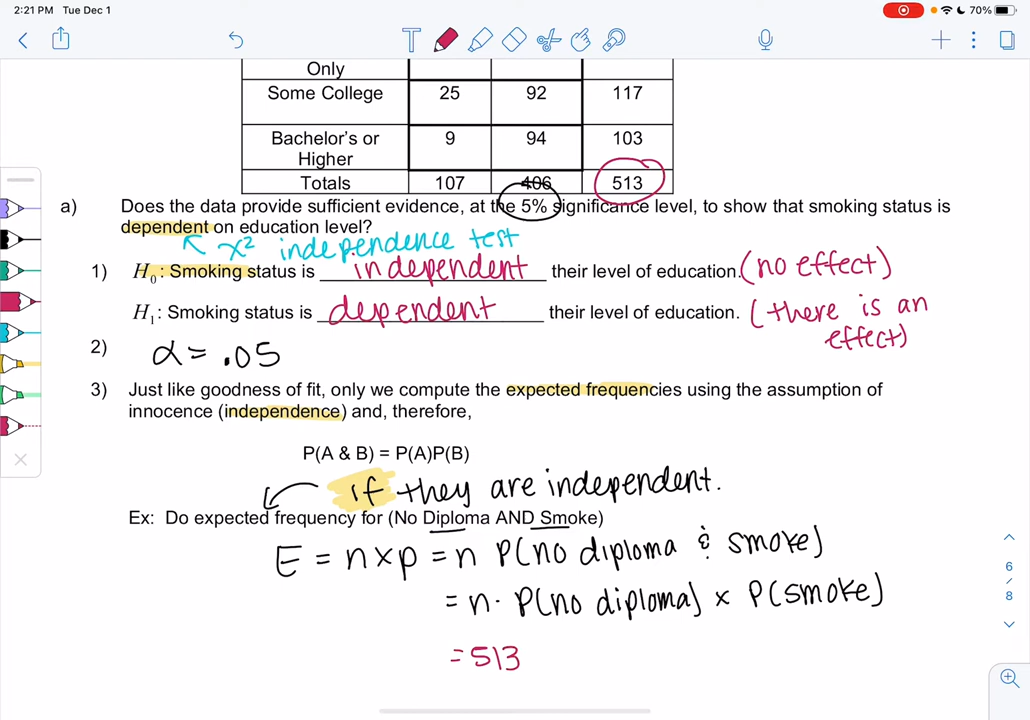 2:21 PM Tue Dec 1
70%
T
Only
Some College 25 92 117
Bachelor's or 9 94 103
Higher
Totals 107 406 513
a) Does the data provide sufficient evidence, at the 5% significance level, to show that smoking status is
dependent on education level?
x² independence test
1) H₀: Smoking status is independent their level of education. (no effect)
H₁: Smoking status is dependent their level of education. (there is an
effect)
2) α = .05
3) Just like goodness of fit, only we compute the expected frequencies using the assumption of
innocence (independence) and, therefore,
P(A & B) = P(A)P(B)
if they are independent.
Ex: Do expected frequency for (No Diploma AND Smoke)
E = n x p = n P(no diploma & smoke)
= n · P(no diploma) x P(smoke)
= 513
6
/
8